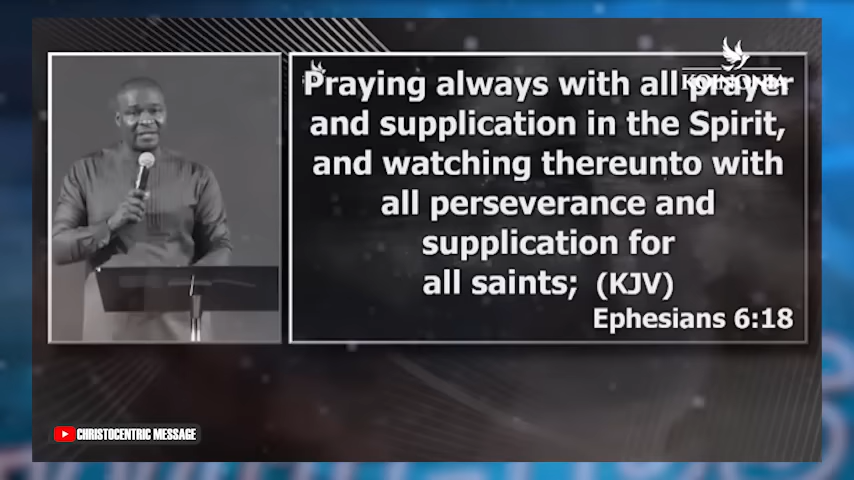 KOINONIA
Praying always with all prayer
and supplication in the Spirit,
and watching thereunto with
all perseverance and
supplication for
all saints; (KJV)
Ephesians 6:18
CHRISTOCENTRIC MESSAGE